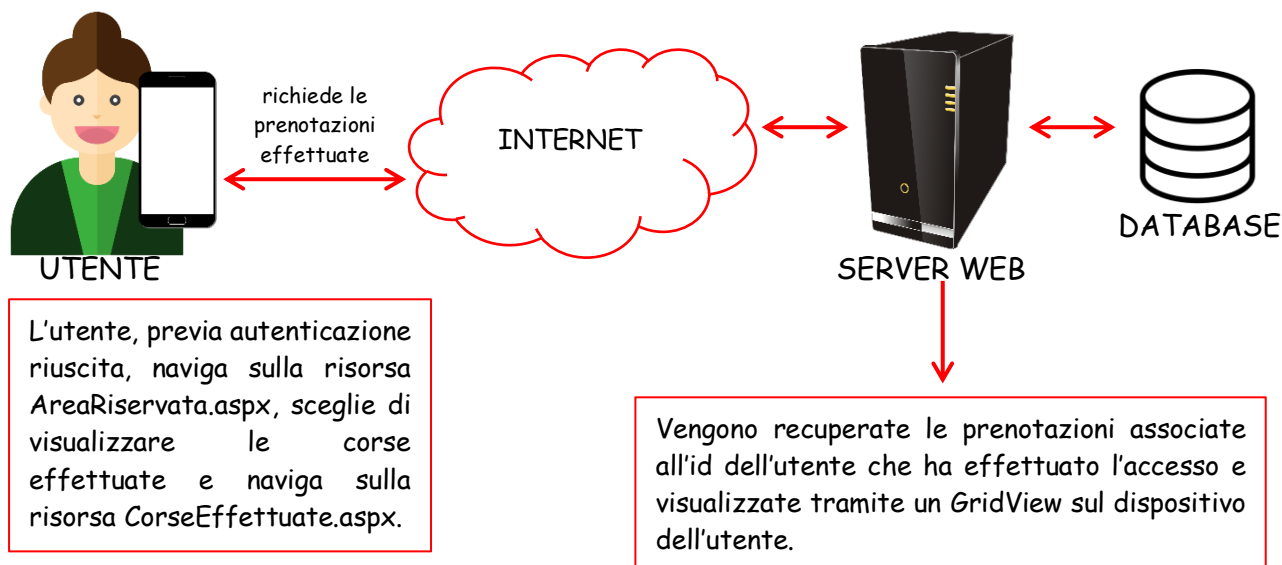 richiede le
prenotazioni
effettuate
INTERNET
UTENTE
SERVER WEB
DATABASE
L'utente, previa autenticazione
riuscita, naviga sulla risorsa
AreaRiservata.aspx, sceglie di
visualizzare le corse
effettuate e naviga sulla
risorsa CorseEffettuate.aspx.
Vengono recuperate le prenotazioni associate
all'id dell'utente che ha effettuato l'accesso e
visualizzate tramite un GridView sul dispositivo
dell'utente.